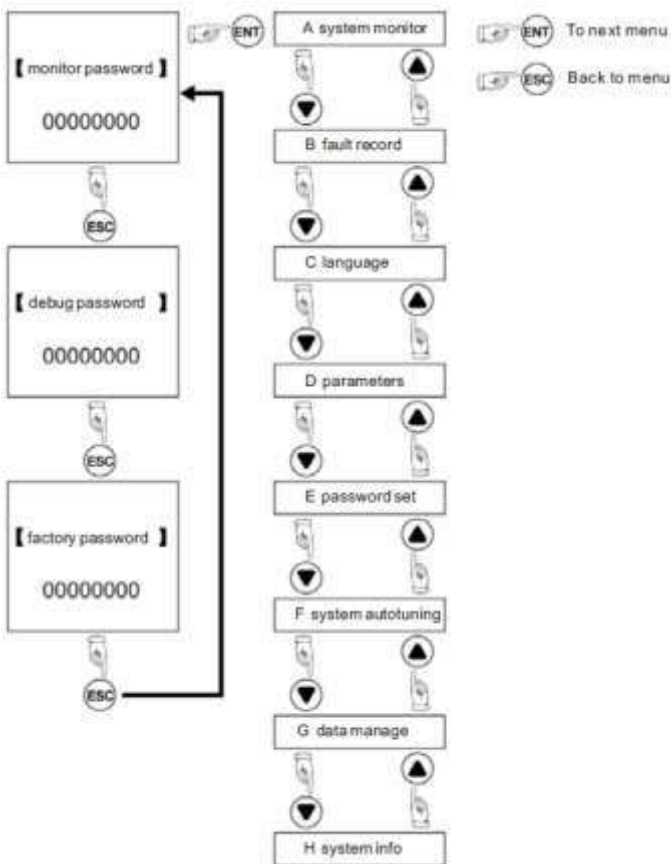 ENT
A system monitor
ENT To next menu
【 monitor password 】
00000000
ESC Back to menu
B fault record
ESC
C language
【 debug password 】
00000000
D parameters
ESC
E password set
【 factory password 】
00000000
F system autotuning
ESC
G data manage
H system info